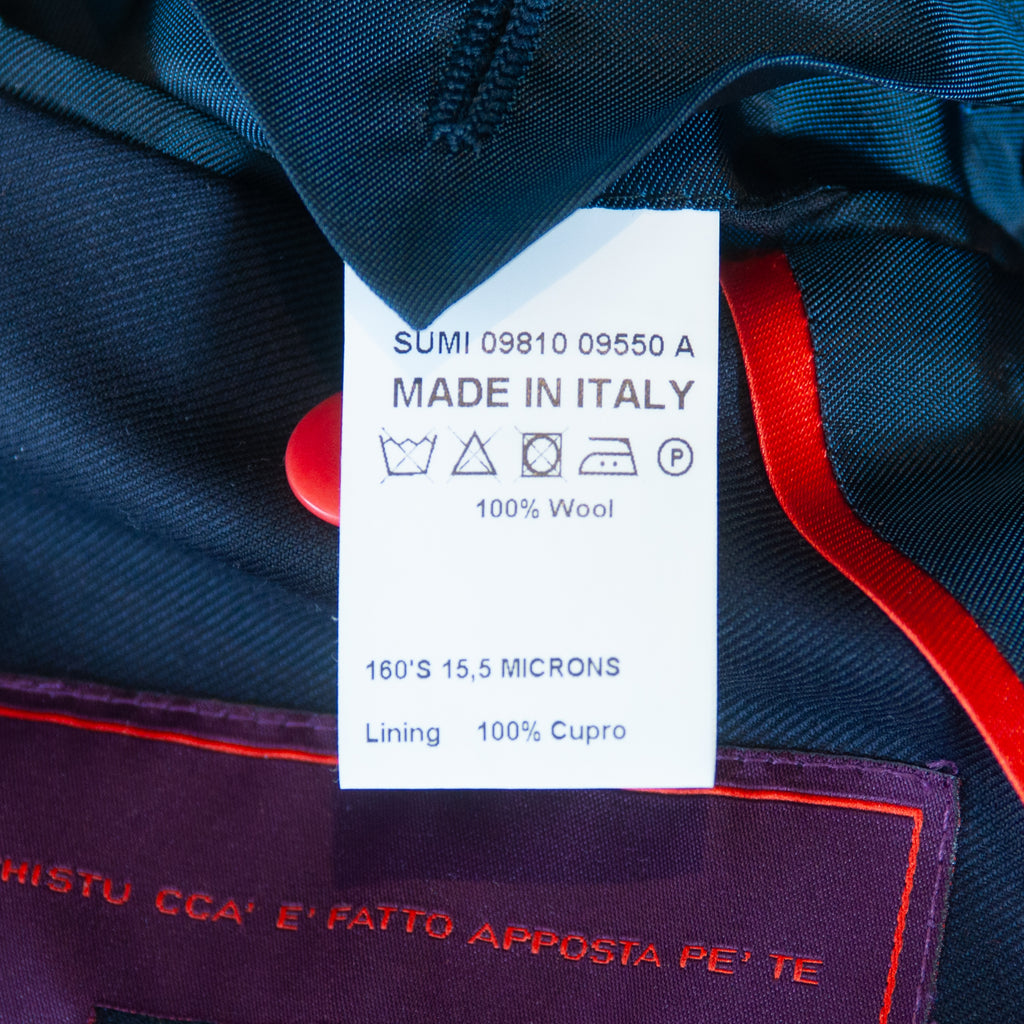 SUMI 09810 09550 A
MADE IN ITALY
P
100% Wool
160'S 15,5 MICRONS
Lining 100% Cupro
HISTU CCA' E' FATTO APPOSTA PE' TE